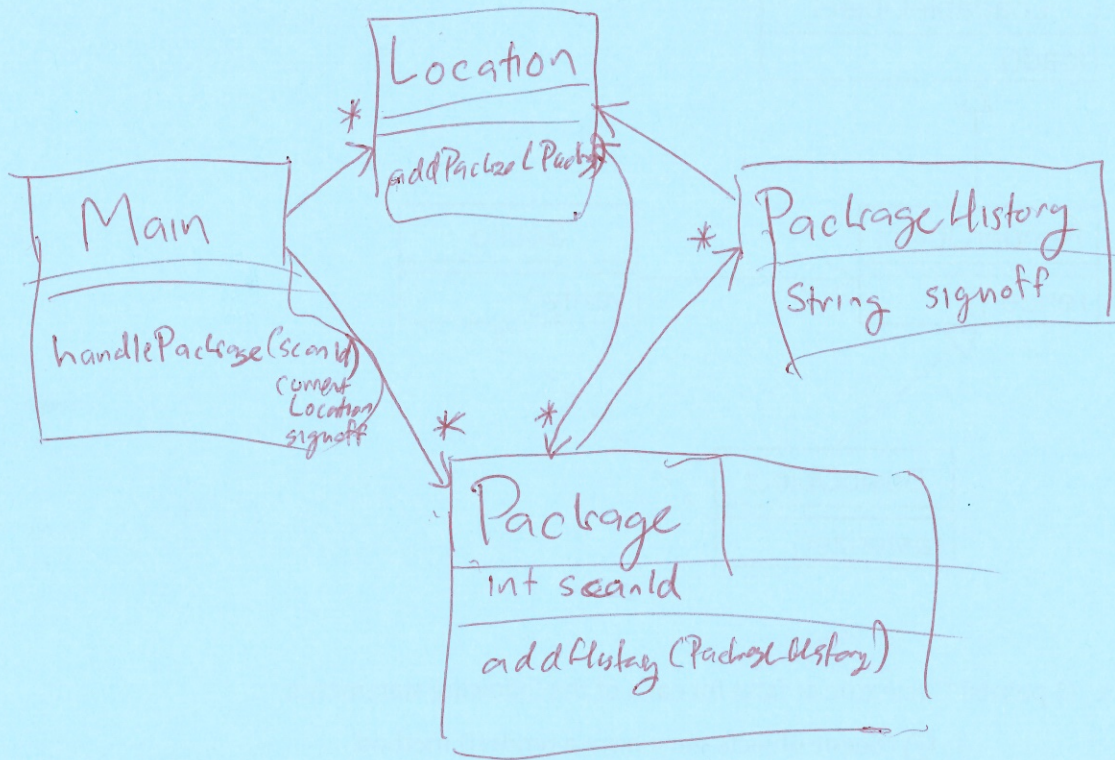 Location
*
addPackage(Package)
Main
handlePackage(scanId)
current
Location
signoff
PackageHistory
*
String signoff
*
*
Package
int scanId
addHistory(PackageHistory)